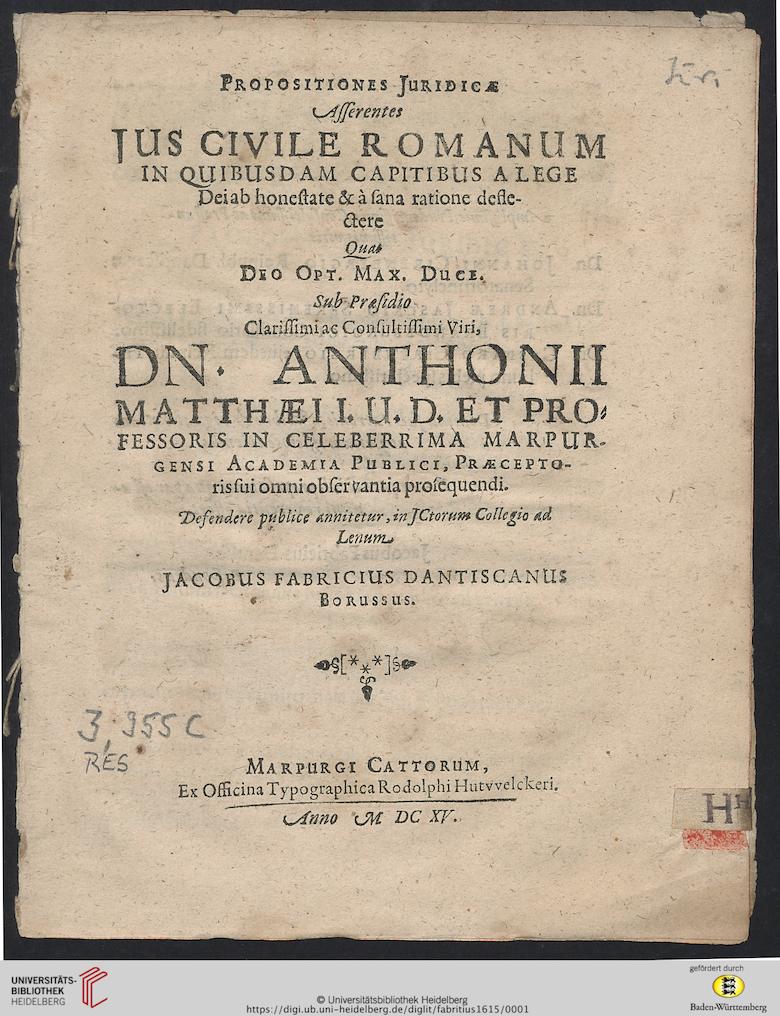 PROPOSITIONES JURIDICÆ
Asserentes
JUS CIVILE ROMANUM
IN QUIBUSDAM CAPITIBUS A LEGE
Dei ab honestate & à sana ratione defle-
ctere
Quas
DEO OPT. MAX. DUCE.
Sub Præsidio
Clarissimi ac Consultissimi Viri,
DN. ANTHONII
MATTHÆI I. U. D. ET PRO-
FESSORIS IN CELEBERRIMA MARPUR-
GENSI ACADEMIA PUBLICI, PRÆCEPTO-
ris sui omni observantia prosequendi.
Defendere publice annitetur, in JCtorum Collegio ad
Lenum
JACOBUS FABRICIUS DANTISCANUS
BORUSSUS.
3,955 C
RES
MARPURGI CATTORUM,
Ex Officina Typographica Rodolphi Hutvvelckeri.
Anno M DC XV.
H
UNIVERSITÄTS-
BIBLIOTHEK
HEIDELBERG
© Universitätsbibliothek Heidelberg
https://digi.ub.uni-heidelberg.de/diglit/fabritius1615/0001
gefördert durch
Baden-Württemberg